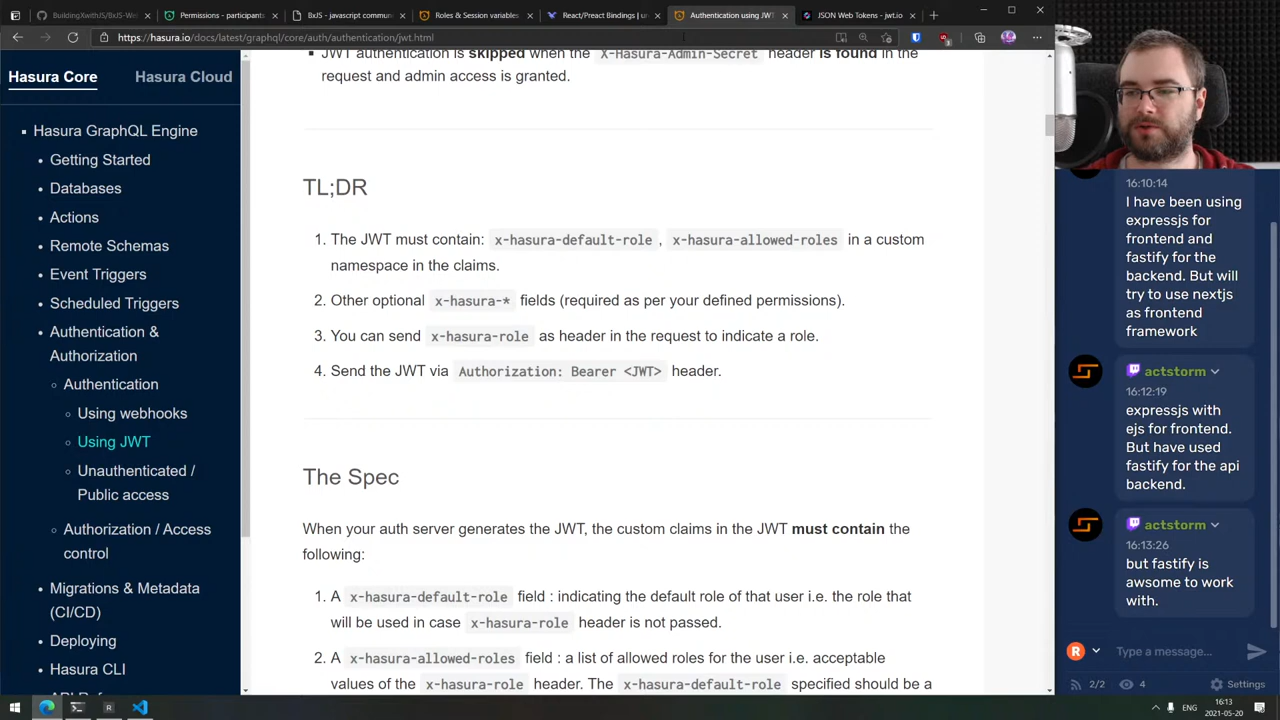 BuildingXwithJS/BxJS-We
Permissions - participants
BxJS - javascript commun
Roles & Session variables
React/Preact Bindings | u
Authentication using JWT
JSON Web Tokens - jwt.io
https://hasura.io/docs/latest/graphql/core/auth/authentication/jwt.html
Hasura Core
Hasura Cloud
Hasura GraphQL Engine
Getting Started
Databases
Actions
Remote Schemas
Event Triggers
Scheduled Triggers
Authentication &
Authorization
Authentication
Using webhooks
Using JWT
Unauthenticated /
Public access
Authorization / Access
control
Migrations & Metadata
(CI/CD)
Deploying
Hasura CLI
JWT authentication is skipped when the X-Hasura-Admin-Secret header is found in the
request and admin access is granted.
TL;DR
1. The JWT must contain: x-hasura-default-role , x-hasura-allowed-roles in a custom
namespace in the claims.
2. Other optional x-hasura-* fields (required as per your defined permissions).
3. You can send x-hasura-role as header in the request to indicate a role.
4. Send the JWT via Authorization: Bearer <JWT> header.
The Spec
When your auth server generates the JWT, the custom claims in the JWT must contain the
following:
1. A x-hasura-default-role field : indicating the default role of that user i.e. the role that
will be used in case x-hasura-role header is not passed.
2. A x-hasura-allowed-roles field : a list of allowed roles for the user i.e. acceptable
values of the x-hasura-role header. The x-hasura-default-role specified should be a
16:10:14
I have been using
expressjs for
frontend and
fastify for the
backend. But will
try to use nextjs
as frontend
framework
actstorm
16:12:19
expressjs with
ejs for frontend.
But have used
fastify for the api
backend.
actstorm
16:13:26
but fastify is
awsome to work
with.
R
Type a message...
2/2
4
Settings
ENG
16:13
2021-05-20